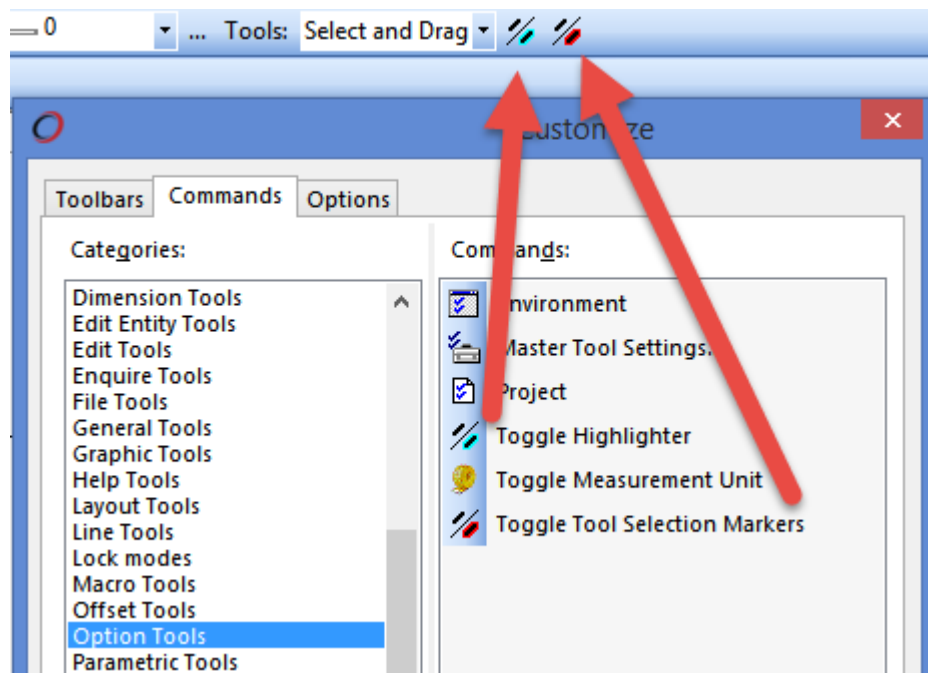 0 ... Tools: Select and Drag
Customize
Toolbars Commands Options
Categories:
Dimension Tools
Edit Entity Tools
Edit Tools
Enquire Tools
File Tools
General Tools
Graphic Tools
Help Tools
Layout Tools
Line Tools
Lock modes
Macro Tools
Offset Tools
Option Tools
Parametric Tools
Commands:
Environment
Master Tool Settings...
Project
Toggle Highlighter
Toggle Measurement Unit
Toggle Tool Selection Markers